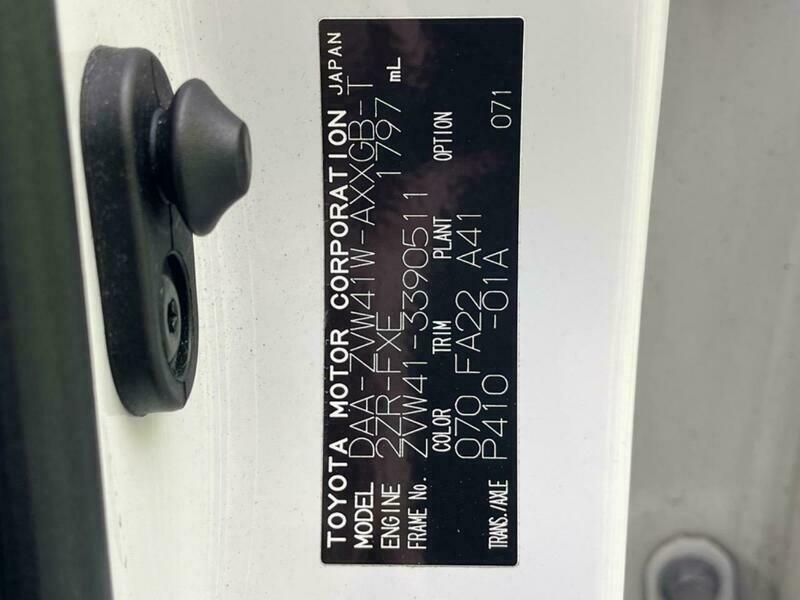 TOYOTA MOTOR CORPORATION JAPAN
MODEL DAA-ZVW41W-AXXGB-T
ENGINE 2ZR-FXE 1797 mL
FRAME No. ZVW41-3390511
COLOR TRIM PLANT OPTION
070 FA22 A41
TRANS./AXLE P410 -01A 071